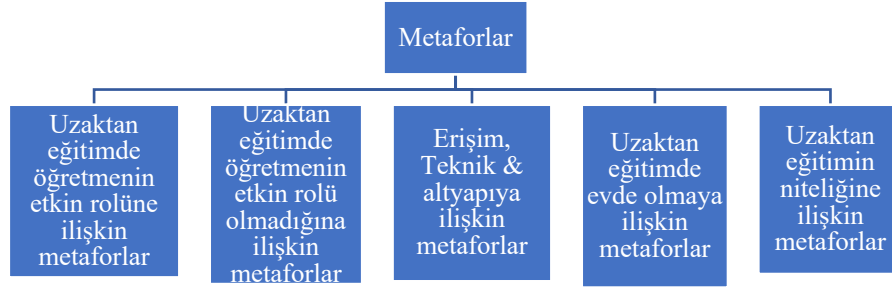 Metaforlar
Uzaktan
eğitimde
öğretmenin
etkin rolüne
ilişkin
metaforlar
Uzaktan
eğitimde
öğretmenin
etkin rolü
olmadığına
ilişkin
metaforlar
Erişim,
Teknik &
altyapıya
ilişkin
metaforlar
Uzaktan
eğitimde
evde olmaya
ilişkin
metaforlar
Uzaktan
eğitimin
niteliğine
ilişkin
metaforlar